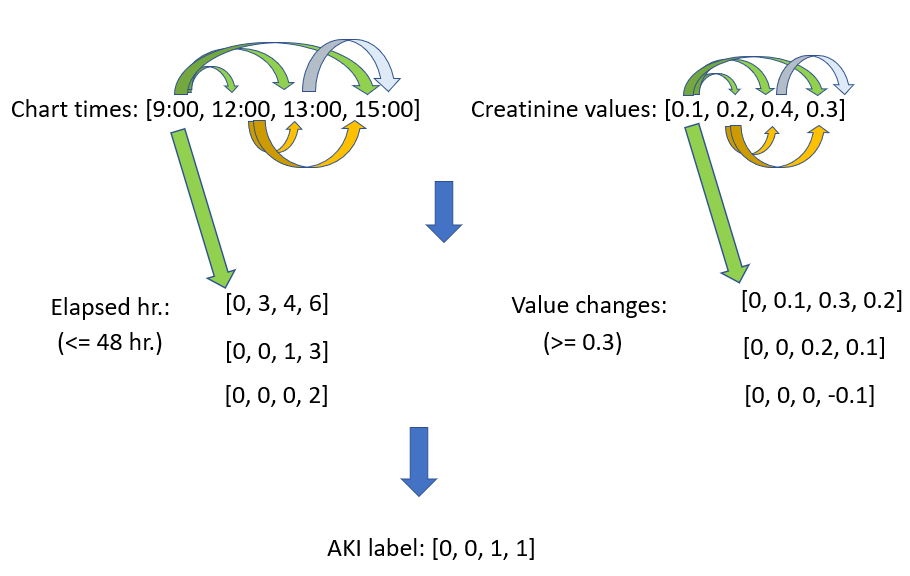 Chart times: [9:00, 12:00, 13:00, 15:00]
Creatinine values: [0.1, 0.2, 0.4, 0.3]
Elapsed hr.:
(<= 48 hr.)
[0, 3, 4, 6]
[0, 0, 1, 3]
[0, 0, 0, 2]
Value changes:
(>= 0.3)
[0, 0.1, 0.3, 0.2]
[0, 0, 0.2, 0.1]
[0, 0, 0, -0.1]
AKI label: [0, 0, 1, 1]